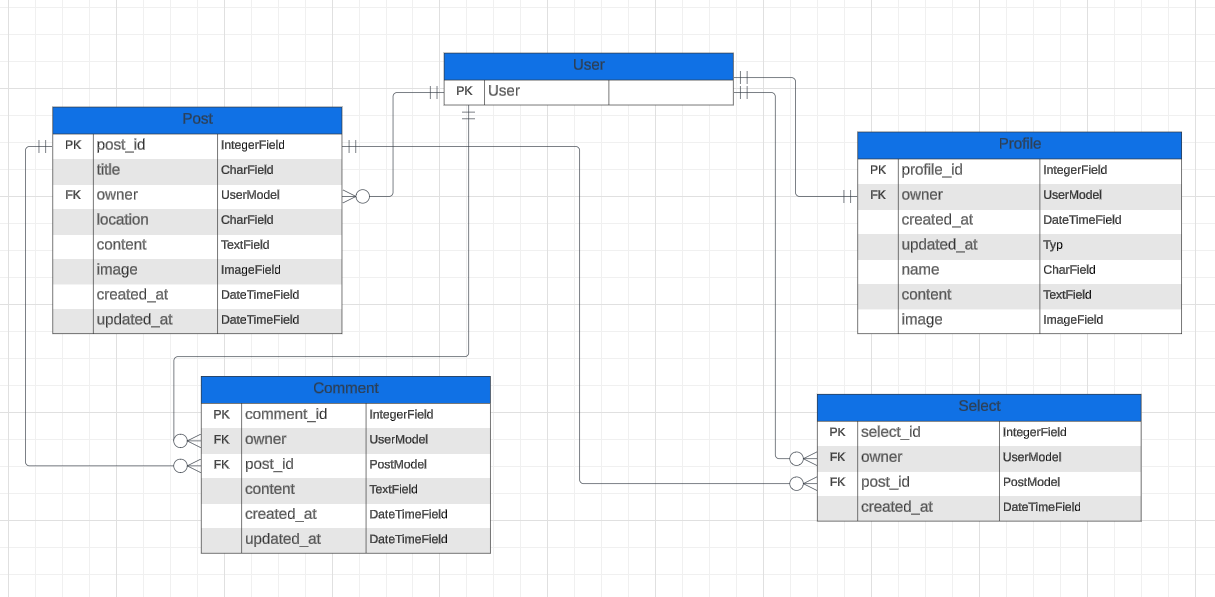 User
PK User
Post
PK post_id IntegerField
title CharField
FK owner UserModel
location CharField
content TextField
image ImageField
created_at DateTimeField
updated_at DateTimeField
Profile
PK profile_id IntegerField
FK owner UserModel
created_at DateTimeField
updated_at Typ
name CharField
content TextField
image ImageField
Comment
PK comment_id IntegerField
FK owner UserModel
FK post_id PostModel
content TextField
created_at DateTimeField
updated_at DateTimeField
Select
PK select_id IntegerField
FK owner UserModel
FK post_id PostModel
created_at DateTimeField